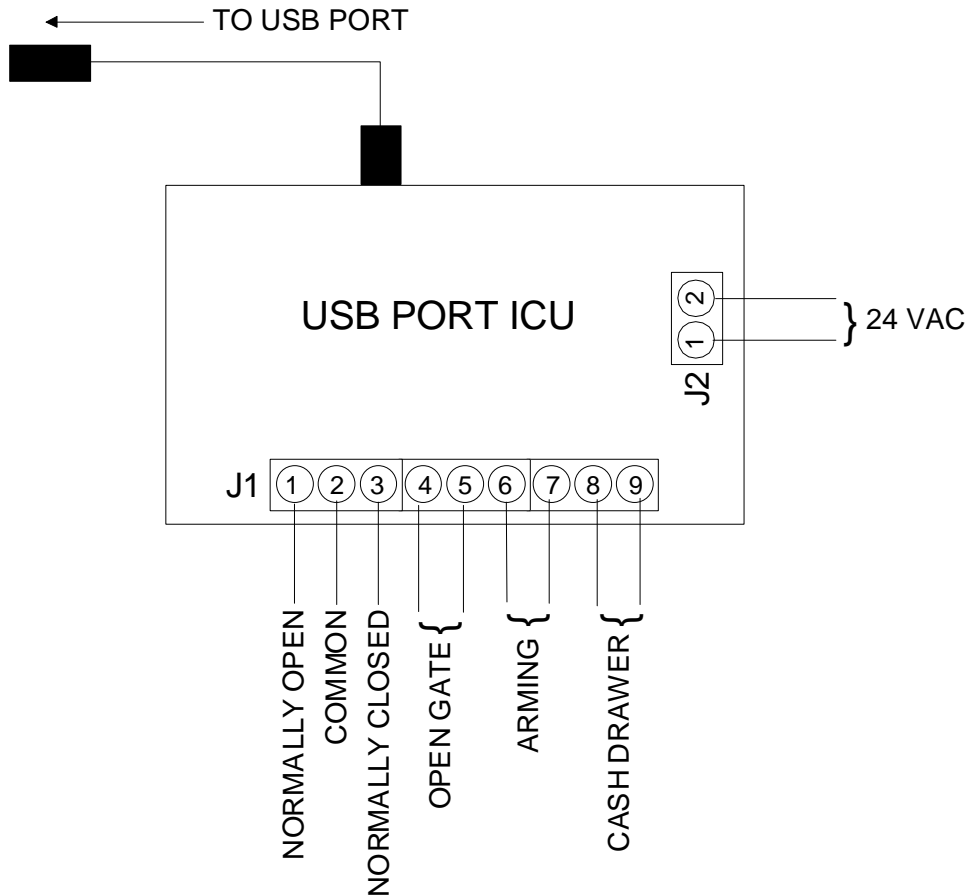 TO USB PORT
USB PORT ICU
2
1
J2
} 24 VAC
J1 1 2 3 4 5 6 7 8 9
NORMALLY OPEN
COMMON
NORMALLY CLOSED
OPEN GATE }
ARMING }
CASH DRAWER }